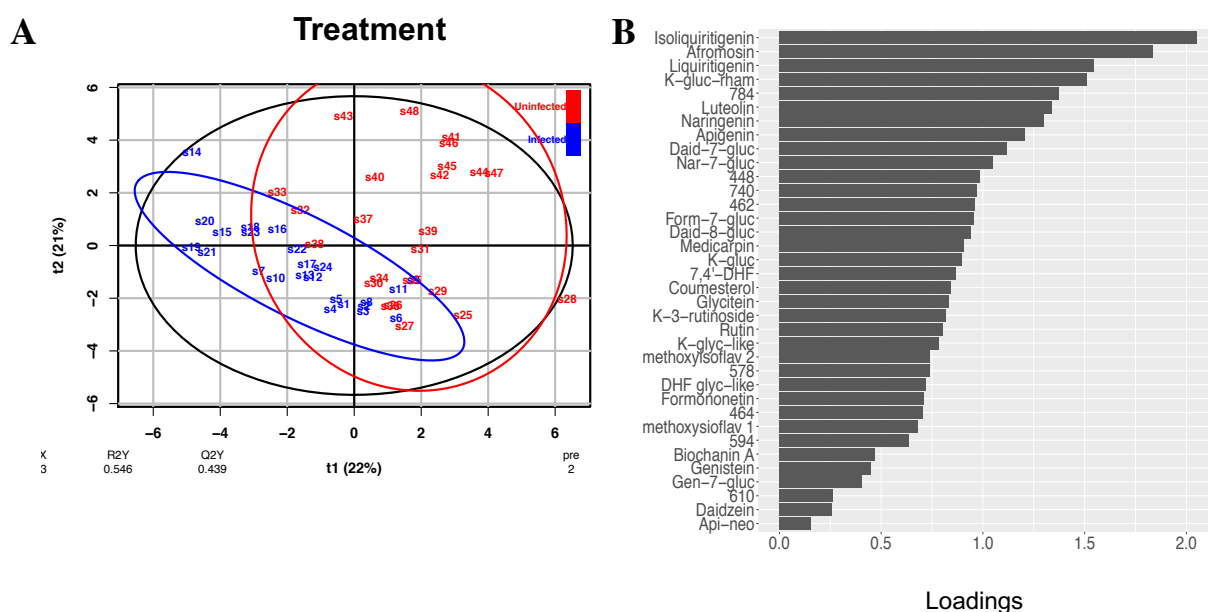 A
Treatment
B
Uninfected
Infected
6
4
2
0
−2
−4
−6
t2 (21%)
s43
s48
s41
s46
s45
s42
s44
s47
s40
s14
s33
s32
s37
s39
s38
s31
s20
s15
s18
s23
s16
s19
s21
s22
s17
s24
s13
s12
s7
s10
s34
s30
s11
s29
s28
s5
s1
s4
s8
s2
s3
s26
s6
s27
s25
−6
−4
−2
0
2
4
6
X
R2Y
Q2Y
t1 (22%)
pre
3
0.546
0.439
2
Isoliquiritigenin
Afromosin
Liquiritigenin
K−gluc−rham
784
Luteolin
Naringenin
Apigenin
Daid−7−gluc
Nar−7−gluc
448
740
462
Form−7−gluc
Daid−8−gluc
Medicarpin
K−gluc
7,4'−DHF
Coumesterol
Glycitein
K−3−rutinoside
Rutin
K−glyc−like
methoxyisoflav 2
578
DHF glyc−like
Formononetin
464
methoxysioflav 1
594
Biochanin A
Genistein
Gen−7−gluc
610
Daidzein
Api−neo
0.0
0.5
1.0
1.5
2.0
Loadings